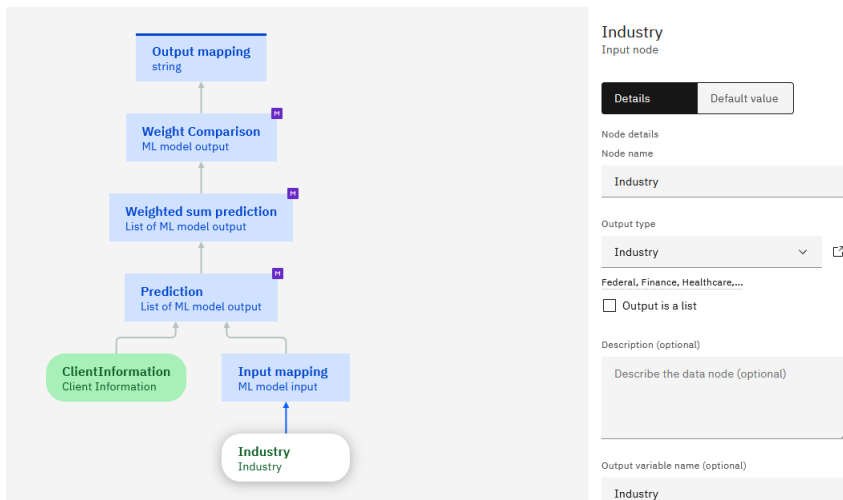 Output mapping
string
M
Weight Comparison
ML model output
M
Weighted sum prediction
List of ML model output
M
Prediction
List of ML model output
ClientInformation
Client Information
Input mapping
ML model input
Industry
Industry
Industry
Input node
Details
Default value
Node details
Node name
Industry
Output type
Industry
Federal, Finance, Healthcare,...
Output is a list
Description (optional)
Describe the data node (optional)
Output variable name (optional)
Industry